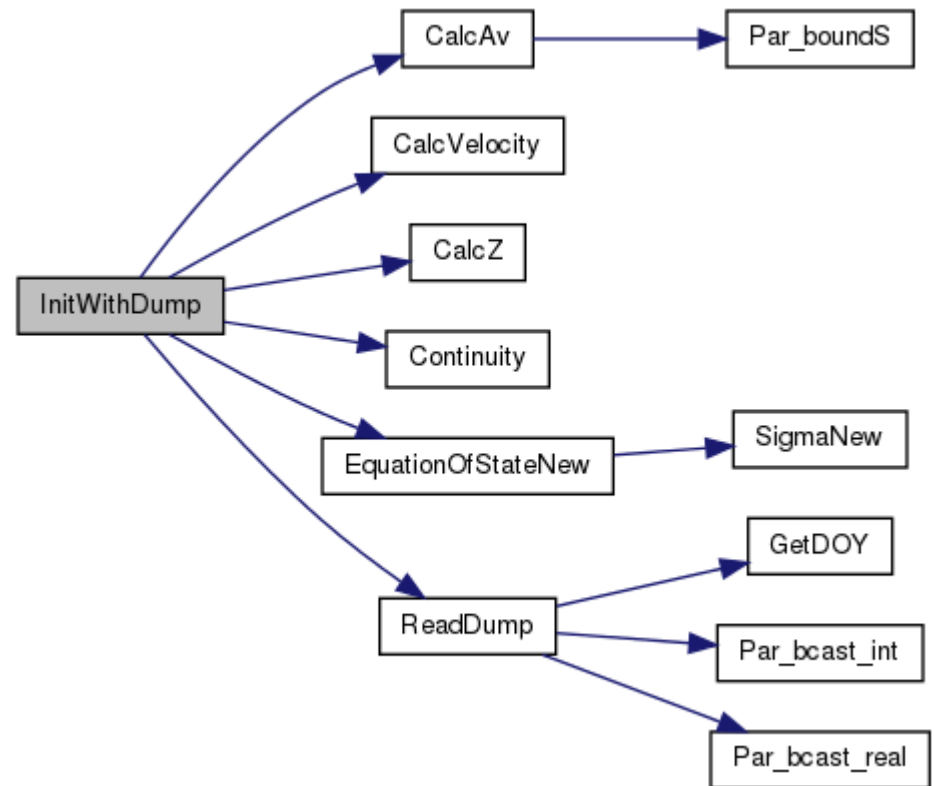 CalcAv
Par_boundS
CalcVelocity
CalcZ
InitWithDump
Continuity
SigmaNew
EquationOfStateNew
GetDOY
ReadDump
Par_bcast_int
Par_bcast_real